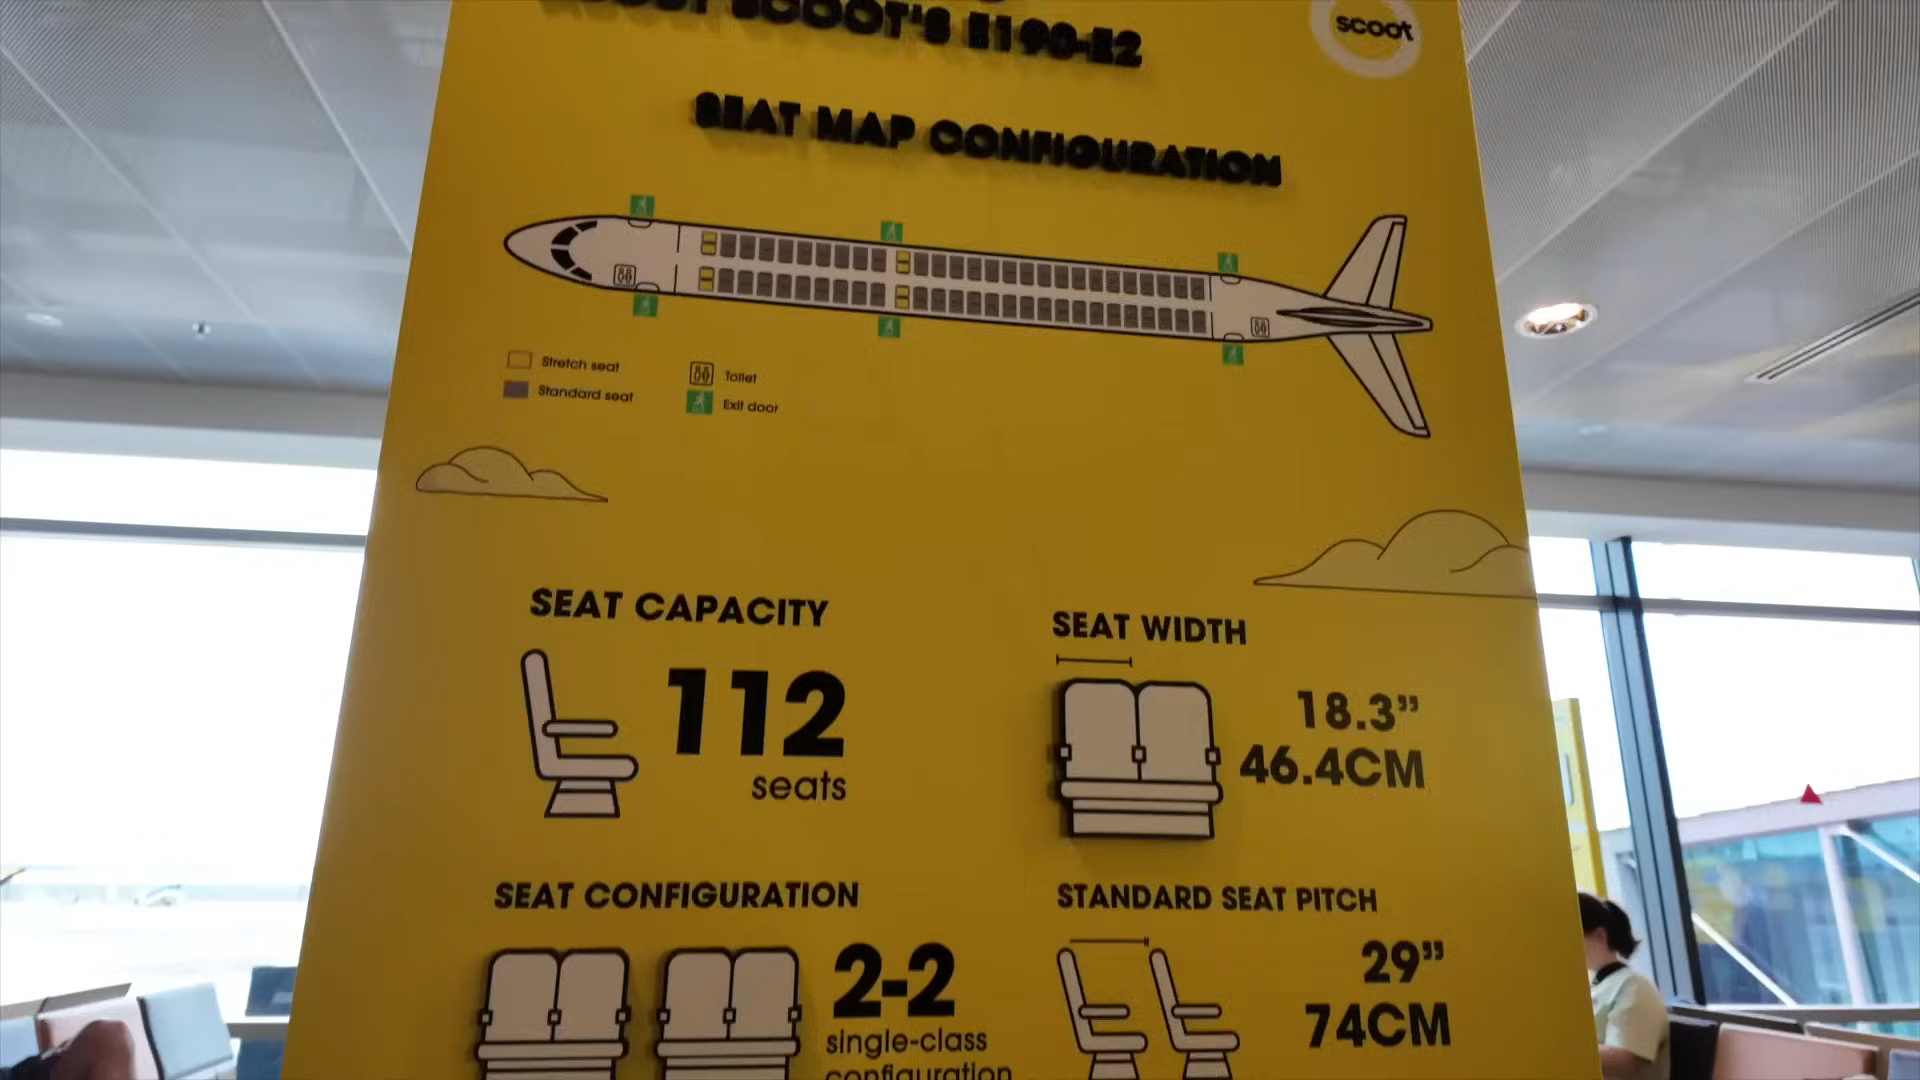 SCOOT'S E190-E2
scoot
SEAT MAP CONFIGURATION
Stretch seat
Standard seat
Toilet
Exit door
SEAT CAPACITY
112
seats
SEAT WIDTH
18.3”
46.4CM
SEAT CONFIGURATION
2-2
single-class
configuration
STANDARD SEAT PITCH
29”
74CM